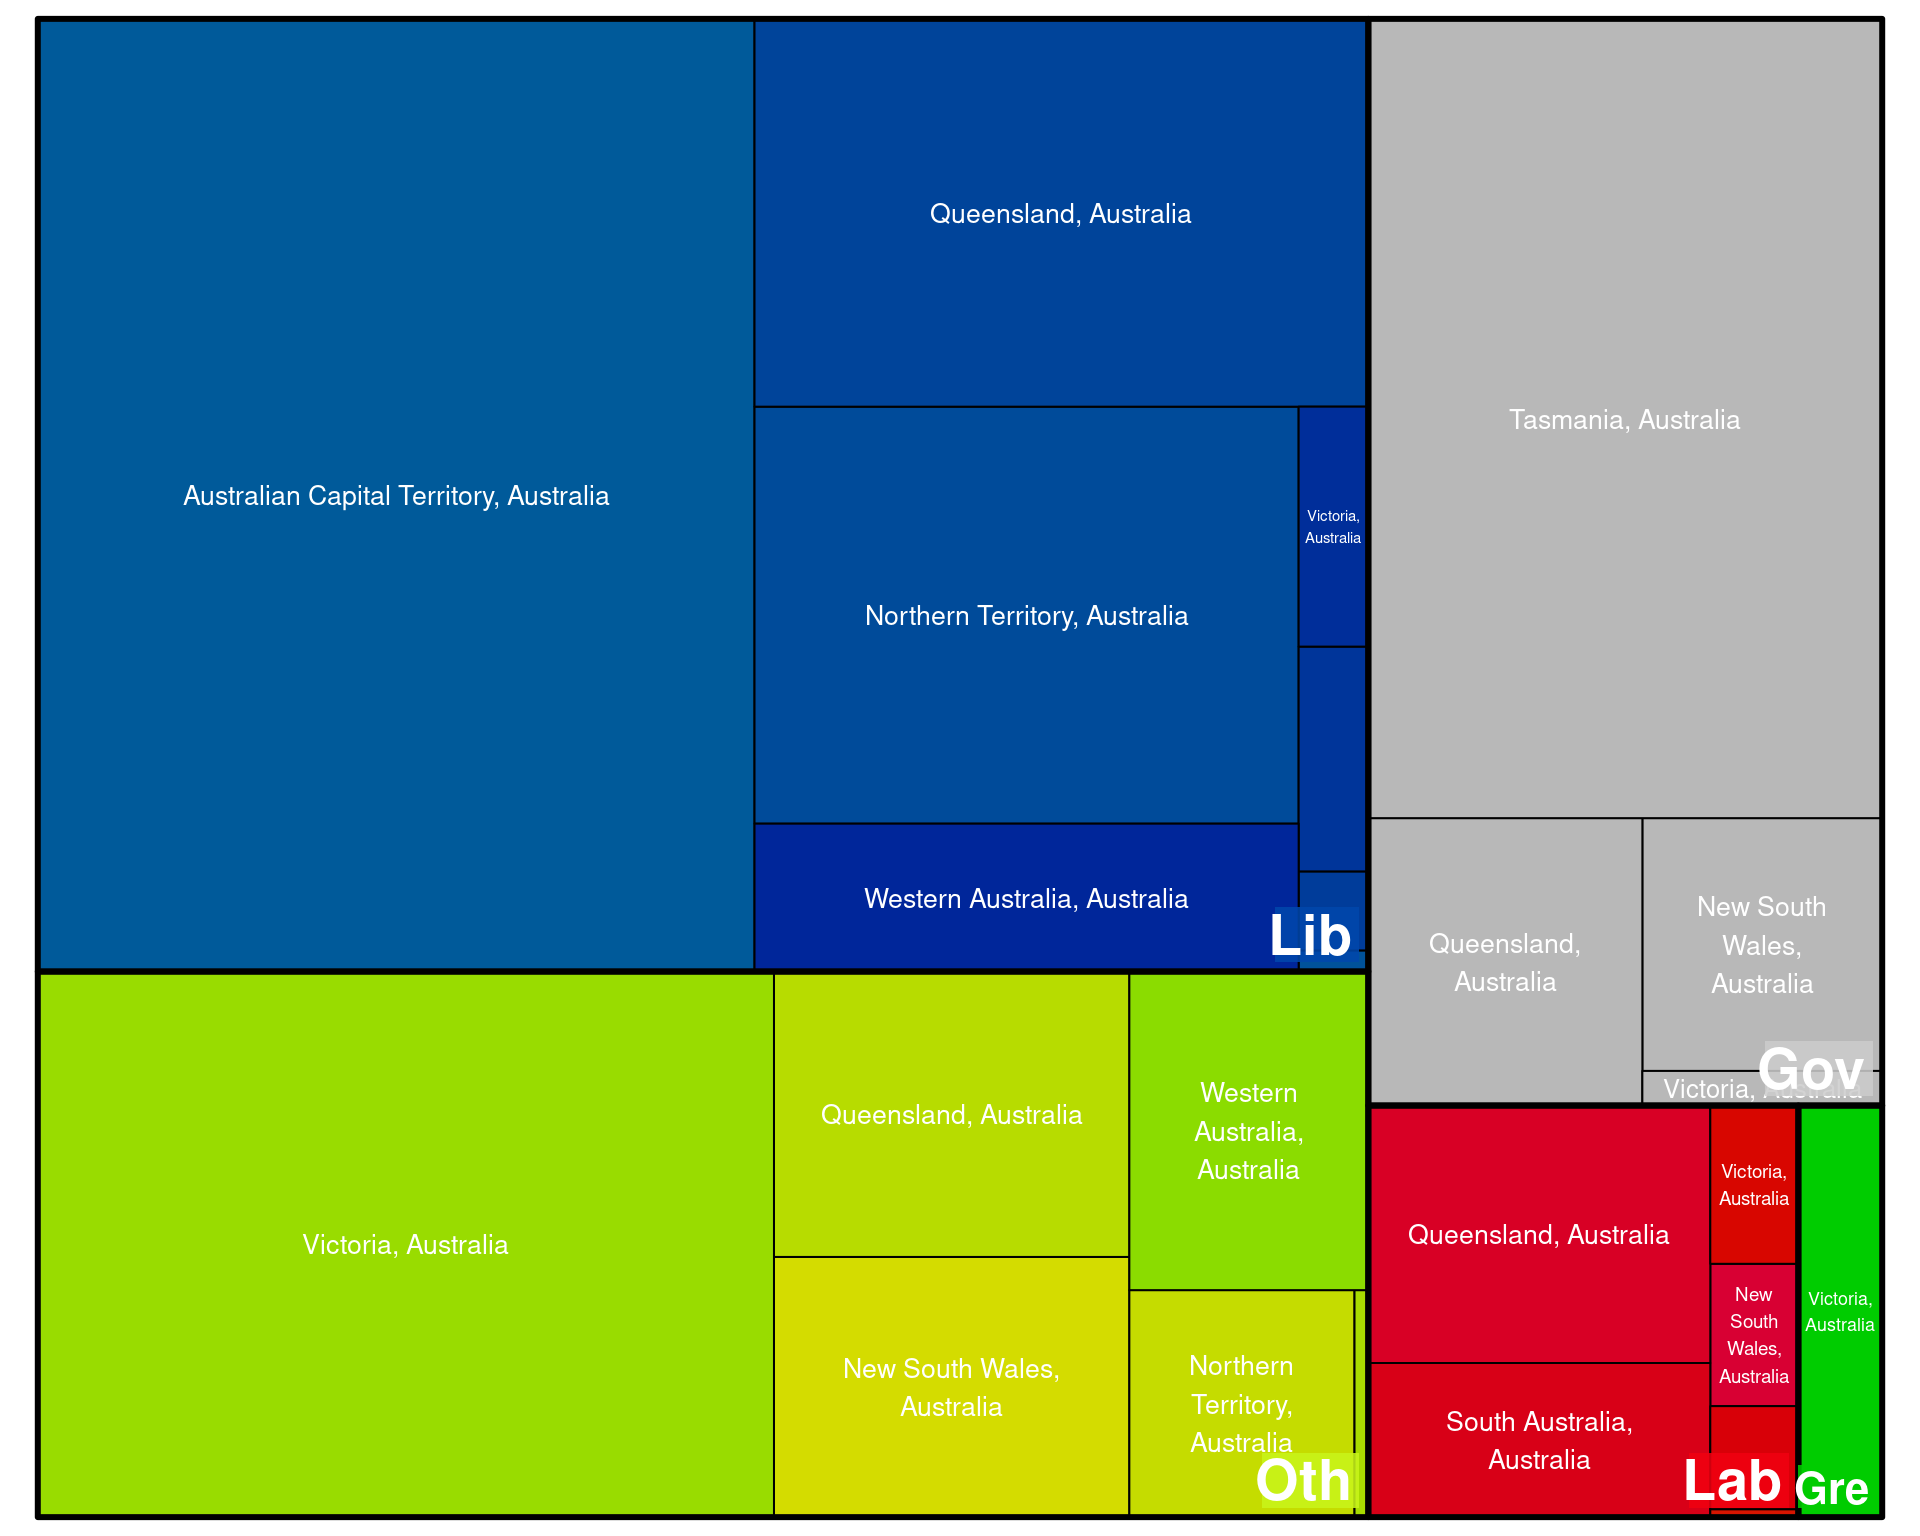 Australian Capital Territory, Australia
Queensland, Australia
Northern Territory, Australia
Victoria,
Australia
Western Australia, Australia
Lib
Tasmania, Australia
Queensland,
Australia
New South
Wales,
Australia
Victoria, Australia
Gov
Victoria, Australia
Queensland, Australia
New South Wales,
Australia
Western
Australia,
Australia
Northern
Territory,
Australia
Oth
Queensland, Australia
South Australia,
Australia
Victoria,
Australia
New
South
Wales,
Australia
Lab
Victoria,
Australia
Gre